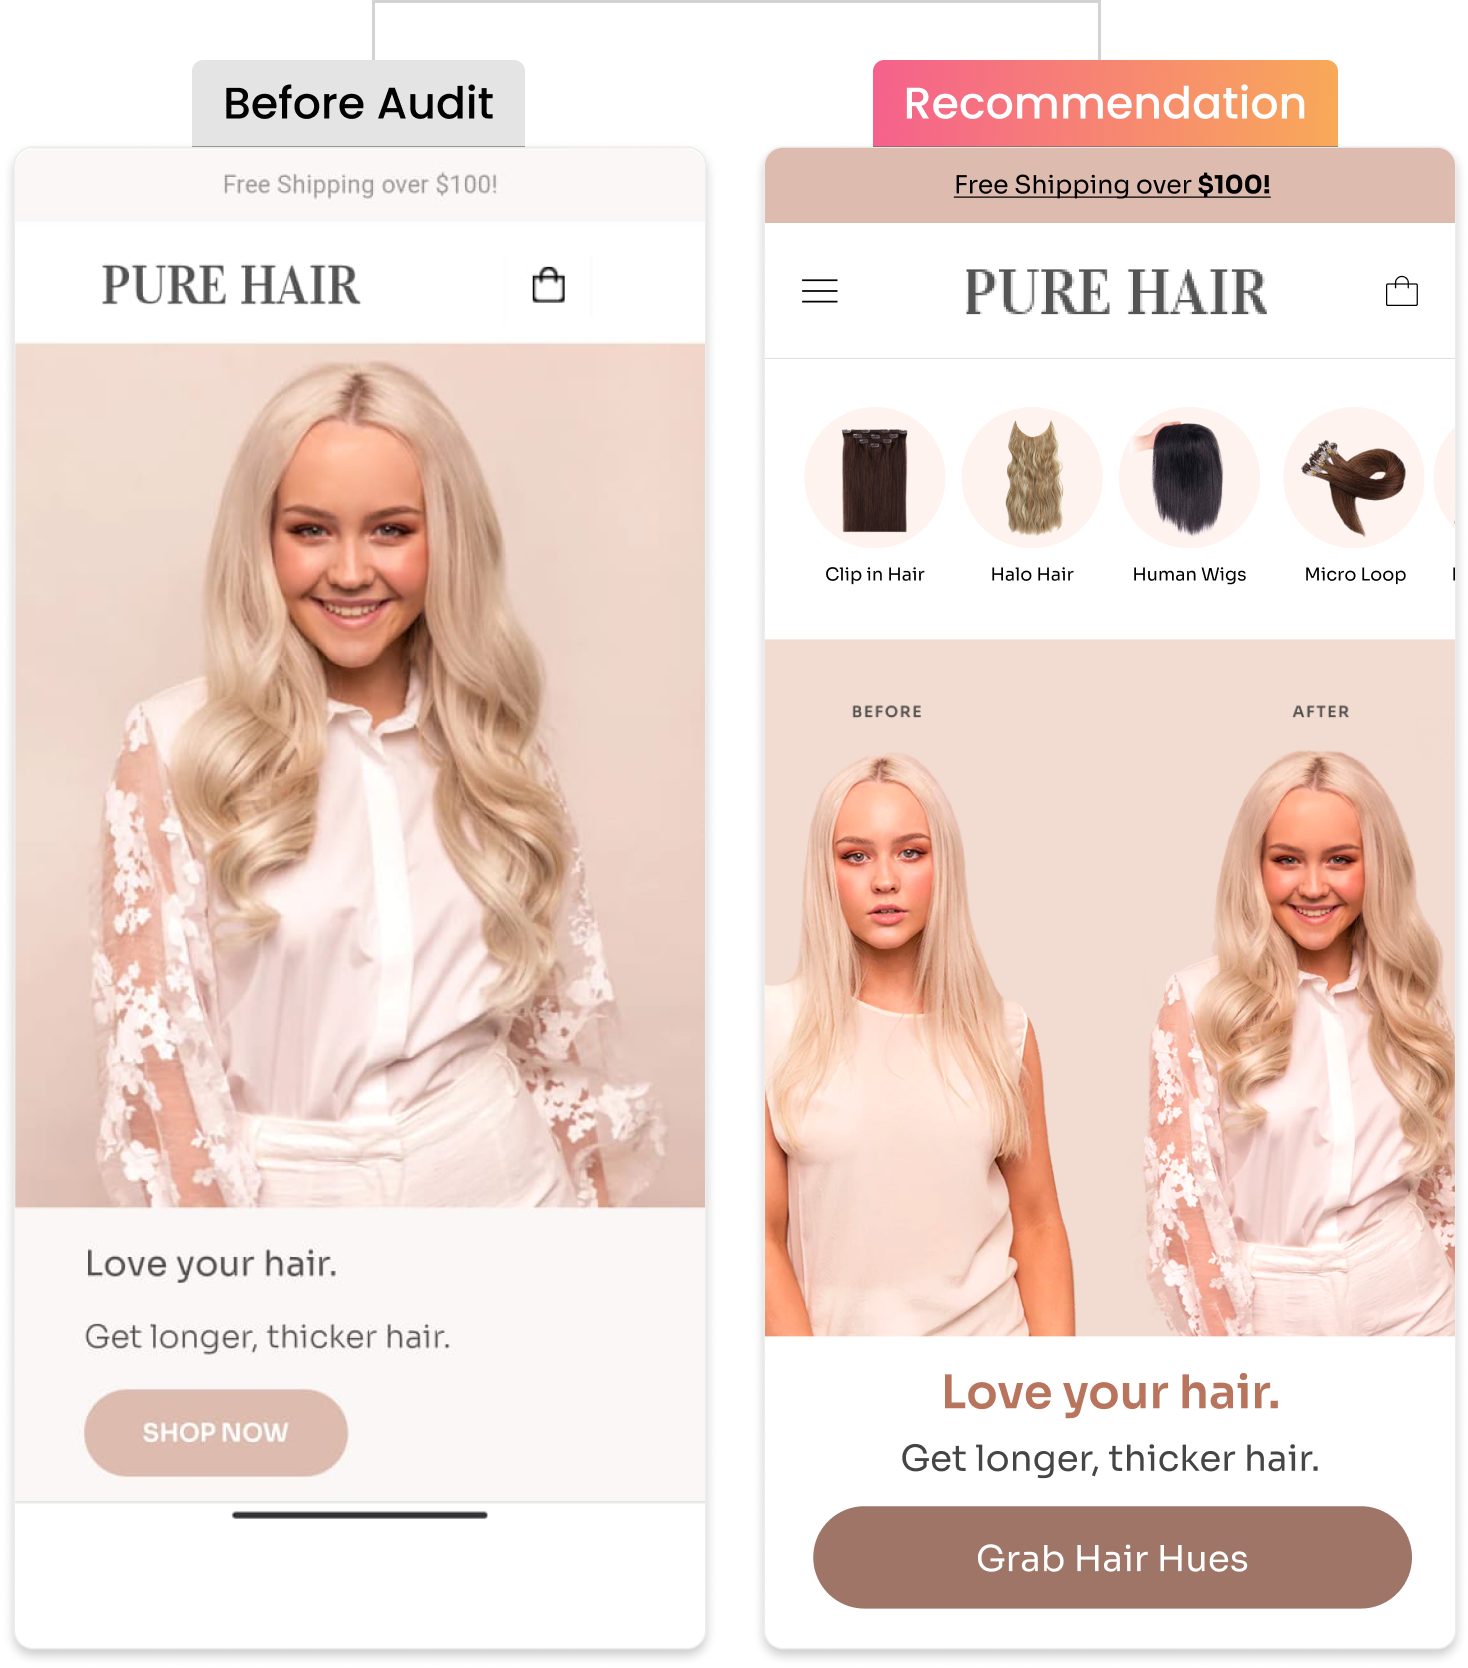 Before Audit
Free Shipping over $100!
PURE HAIR
Love your hair.
Get longer, thicker hair.
SHOP NOW
Recommendation
Free Shipping over $100!
PURE HAIR
Clip in Hair
Halo Hair
Human Wigs
Micro Loop
BEFORE
AFTER
Love your hair.
Get longer, thicker hair.
Grab Hair Hues